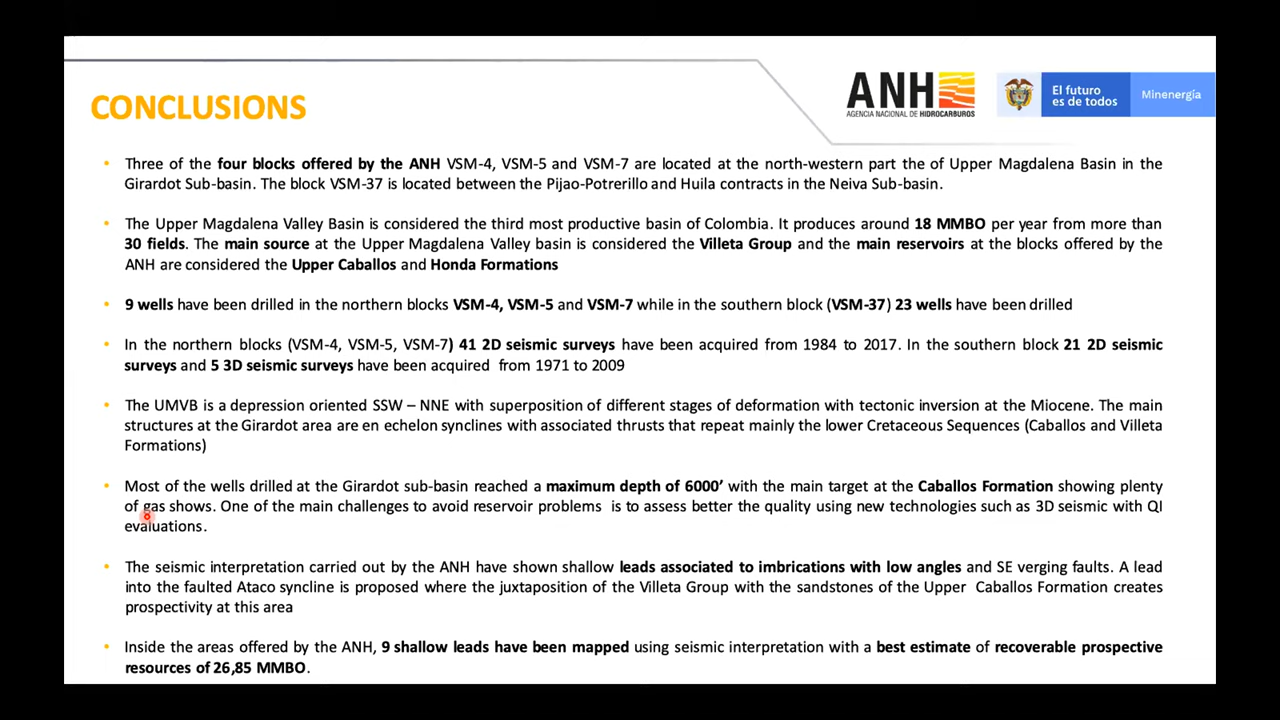 CONCLUSIONS
ANH
AGENCIA NACIONAL DE HIDROCARBUROS
El futuro
es de todos
Minenergía
• Three of the four blocks offered by the ANH VSM-4, VSM-5 and VSM-7 are located at the north-western part the of Upper Magdalena Basin in the
Girardot Sub-basin. The block VSM-37 is located between the Pijao-Potrerillo and Huila contracts in the Neiva Sub-basin.
• The Upper Magdalena Valley Basin is considered the third most productive basin of Colombia. It produces around 18 MMBO per year from more than
30 fields. The main source at the Upper Magdalena Valley basin is considered the Villeta Group and the main reservoirs at the blocks offered by the
ANH are considered the Upper Caballos and Honda Formations
• 9 wells have been drilled in the northern blocks VSM-4, VSM-5 and VSM-7 while in the southern block (VSM-37) 23 wells have been drilled
• In the northern blocks (VSM-4, VSM-5, VSM-7) 41 2D seismic surveys have been acquired from 1984 to 2017. In the southern block 21 2D seismic
surveys and 5 3D seismic surveys have been acquired from 1971 to 2009
• The UMVB is a depression oriented SSW – NNE with superposition of different stages of deformation with tectonic inversion at the Miocene. The main
structures at the Girardot area are en echelon synclines with associated thrusts that repeat mainly the lower Cretaceous Sequences (Caballos and Villeta
Formations)
• Most of the wells drilled at the Girardot sub-basin reached a maximum depth of 6000’ with the main target at the Caballos Formation showing plenty
of gas shows. One of the main challenges to avoid reservoir problems is to assess better the quality using new technologies such as 3D seismic with QI
evaluations.
• The seismic interpretation carried out by the ANH have shown shallow leads associated to imbrications with low angles and SE verging faults. A lead
into the faulted Ataco syncline is proposed where the juxtaposition of the Villeta Group with the sandstones of the Upper Caballos Formation creates
prospectivity at this area
• Inside the areas offered by the ANH, 9 shallow leads have been mapped using seismic interpretation with a best estimate of recoverable prospective
resources of 26,85 MMBO.